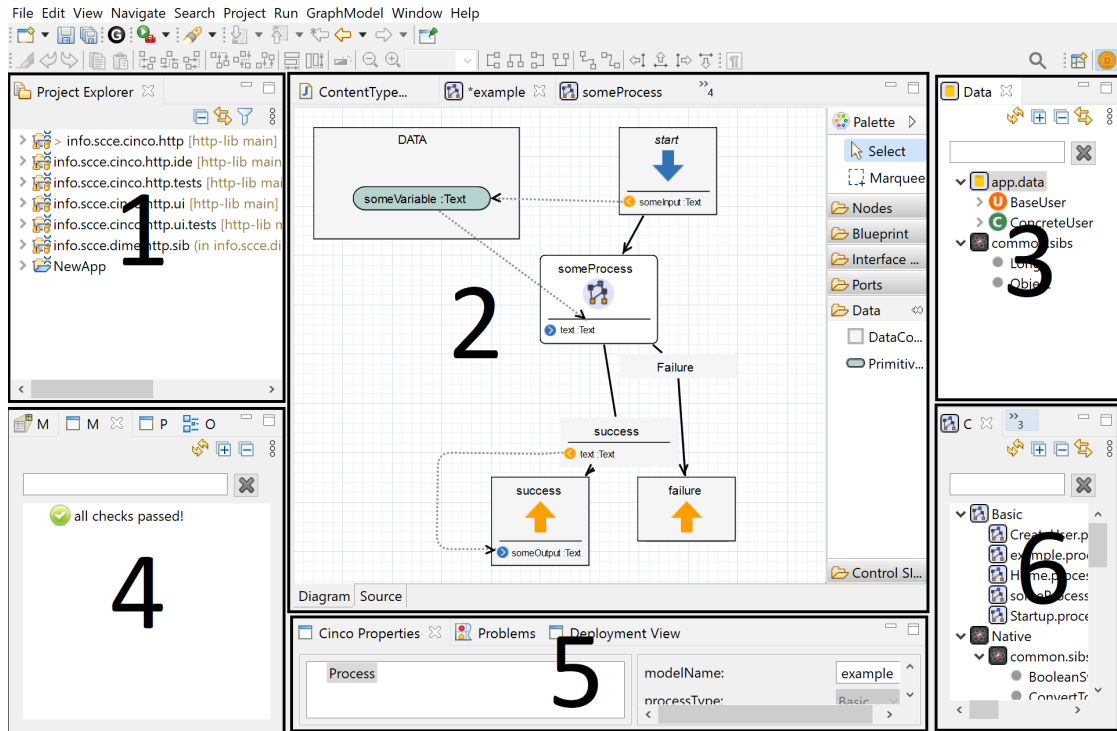 File Edit View Navigate Search Project Run GraphModel Window Help
Project Explorer
> info.scce.cinco.http [http-lib main]
info.scce.cinco.http.ide [http-lib main
info.scce.cinco.http.tests [http-lib mai
info.scce.cinco.http.ui [http-lib main]
info.scce.cinco.http.ui.tests [http-lib m
info.scce.dime.http.sib (in info.scce.di
NewApp
1
ContentType...
*example
someProcess
»4
DATA
someVariable :Text
start
someInput :Text
someProcess
text :Text
Failure
success
text :Text
success
someOutput :Text
failure
2
Palette
Select
Marquee
Nodes
Blueprint
Interface ...
Ports
Data
DataCo...
Primitiv...
Control SI...
Diagram
Source
Data
app.data
BaseUser
ConcreteUser
common.sibs
Long
Object
3
M
M
P
O
all checks passed!
4
Cinco Properties
Problems
Deployment View
Process
modelName:
example
processType:
Basic
5
C
»3
Basic
CreateUser.p
example.proc
Home.proces
someProcess
Startup.proce
Native
common.sibs
BooleanSw
ConvertTo
6